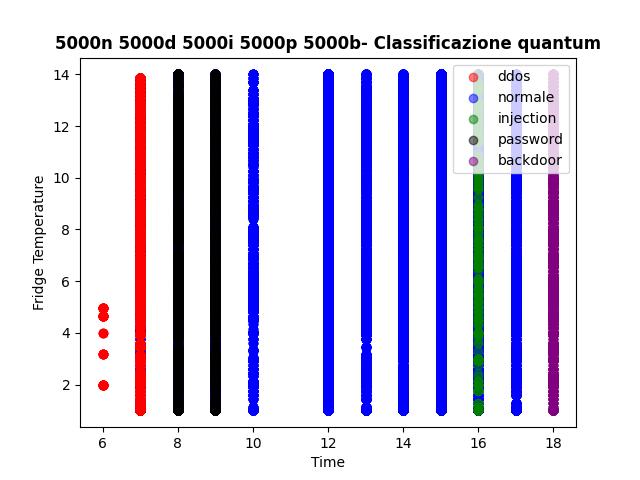 5000n 5000d 5000i 5000p 5000b- Classificazione quantum
14
12
10
8
6
4
2
Fridge Temperature
ddos
normale
injection
password
backdoor
6 8 10 12 14 16 18
Time